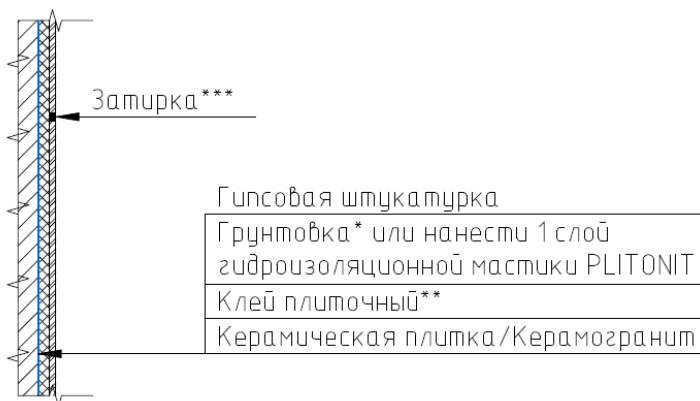 Затирка***
Гипсовая штукатурка
Грунтовка* или нанести 1 слой
гидроизоляционной мастики PLITONIT
Клей плиточный**
Керамическая плитка/Керамогранит